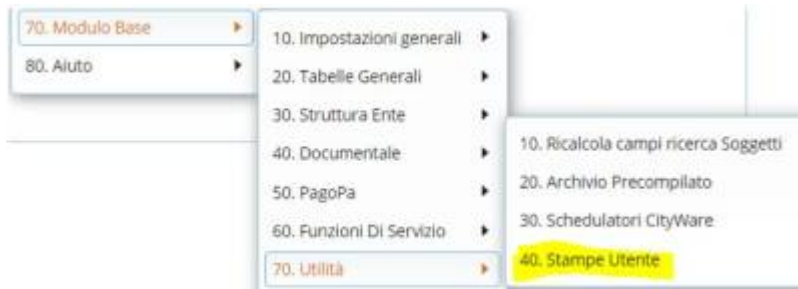 70. Modulo Base
80. Aiuto
10. Impostazioni generali
20. Tabelle Generali
30. Struttura Ente
40. Documentale
50. PagoPa
60. Funzioni Di Servizio
70. Utilità
10. Ricalcola campi ricerca Soggetti
20. Archivio Precompilato
30. Schedulatori CityWare
40. Stampe Utente